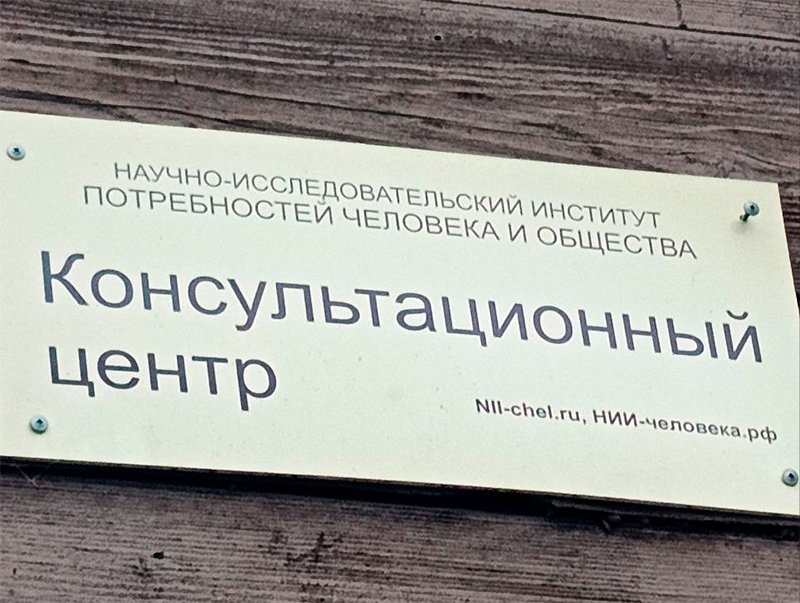 НАУЧНО-ИССЛЕДОВАТЕЛЬСКИЙ ИНСТИТУТ
ПОТРЕБНОСТЕЙ ЧЕЛОВЕКА И ОБЩЕСТВА
Консультационный
центр
NII-chel.ru, НИИ-человека.рф